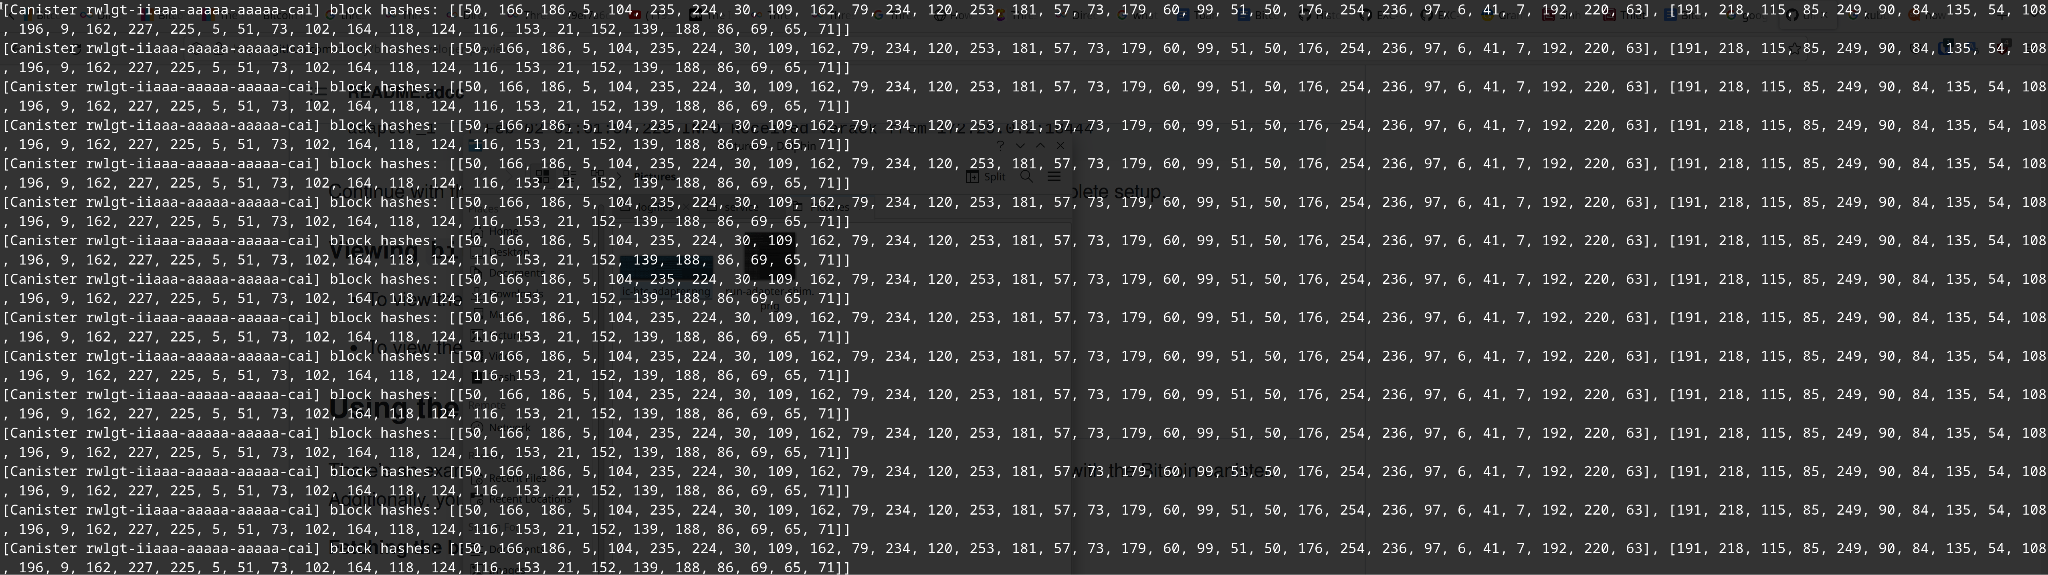 [Canister rwlgt-iiaaa-aaaaa-cai] block hashes: [[50, 166, 186, 5, 104, 235, 224, 30, 109, 162, 79, 234, 120, 253, 181, 57, 73, 179, 60, 99, 51, 50, 176, 254, 236, 97, 6, 41, 7, 192, 220, 63], [191, 218, 115, 85, 249, 90, 84, 135, 54, 108
, 196, 9, 162, 227, 225, 5, 51, 73, 102, 164, 118, 124, 116, 153, 21, 152, 139, 188, 86, 69, 65, 71]]
[Canister rwlgt-iiaaa-aaaaa-aaaaa-cai] block hashes: [[50, 166, 186, 5, 104, 235, 224, 30, 109, 162, 79, 234, 120, 253, 181, 57, 73, 179, 60, 99, 51, 50, 176, 254, 236, 97, 6, 41, 7, 192, 220, 63], [191, 218, 115, 85, 249, 90, 84, 135, 54, 108
, 196, 9, 162, 227, 225, 5, 51, 73, 102, 164, 118, 124, 116, 153, 21, 152, 139, 188, 86, 69, 65, 71]]
[Canister rwlgt-iiaaa-aaaaa-aaaaa-cai] block hashes: [[50, 166, 186, 5, 104, 235, 224, 30, 109, 162, 79, 234, 120, 253, 181, 57, 73, 179, 60, 99, 51, 50, 176, 254, 236, 97, 6, 41, 7, 192, 220, 63], [191, 218, 115, 85, 249, 90, 84, 135, 54, 108
README.adoc
, 196, 9, 162, 227, 225, 5, 51, 73, 102, 164, 118, 124, 116, 153, 21, 152, 139, 188, 86, 69, 65, 71]]
[Canister rwlgt-iiaaa-aaaaa-aaaaa-cai] block hashes: [[50, 166, 186, 5, 104, 235, 224, 30, 109, 162, 79, 234, 120, 253, 181, 57, 73, 179, 60, 99, 51, 50, 176, 254, 236, 97, 6, 41, 7, 192, 220, 63], [191, 218, 115, 85, 249, 90, 84, 135, 54, 108
, 196, 9, 162, 227, 225, 5, 51, 73, 102, 164, 118, 124, 116, 153, 21, 152, 139, 188, 86, 69, 65, 71]]
[Canister rwlgt-iiaaa-aaaaa-aaaaa-cai] block hashes: [[50, 166, 186, 5, 104, 235, 224, 30, 109, 162, 79, 234, 120, 253, 181, 57, 73, 179, 60, 99, 51, 50, 176, 254, 236, 97, 6, 41, 7, 192, 220, 63], [191, 218, 115, 85, 249, 90, 84, 135, 54, 108
Pictures Split
, 196, 9, 162, 227, 225, 5, 51, 73, 102, 164, 118, 124, 116, 153, 21, 152, 139, 188, 86, 69, 65, 71]]
Continue with setup
[Canister rwlgt-iiaaa-aaaaa-aaaaa-cai] block hashes: [[50, 166, 186, 5, 104, 235, 224, 30, 109, 162, 79, 234, 120, 253, 181, 57, 73, 179, 60, 99, 51, 50, 176, 254, 236, 97, 6, 41, 7, 192, 220, 63], [191, 218, 115, 85, 249, 90, 84, 135, 54, 108
, 196, 9, 162, 227, 225, 5, 51, 73, 102, 164, 118, 124, 116, 153, 21, 152, 139, 188, 86, 69, 65, 71]]
Home
[Canister rwlgt-iiaaa-aaaaa-aaaaa-cai] block hashes: [[50, 166, 186, 5, 104, 235, 224, 30, 109, 162, 79, 234, 120, 253, 181, 57, 73, 179, 60, 99, 51, 50, 176, 254, 236, 97, 6, 41, 7, 192, 220, 63], [191, 218, 115, 85, 249, 90, 84, 135, 54, 108
Viewing
, 196, 9, 162, 227, 225, 5, 51, 73, 102, 164, 118, 124, 116, 153, 21, 152, 139, 188, 86, 69, 65, 71]]
[Canister rwlgt-iiaaa-aaaaa-aaaaa-cai] block hashes: [[50, 166, 186, 5, 104, 235, 224, 30, 109, 162, 79, 234, 120, 253, 181, 57, 73, 179, 60, 99, 51, 50, 176, 254, 236, 97, 6, 41, 7, 192, 220, 63], [191, 218, 115, 85, 249, 90, 84, 135, 54, 108
, 196, 9, 162, 227, 225, 5, 51, 73, 102, 164, 118, 124, 116, 153, 21, 152, 139, 188, 86, 69, 65, 71]]
To view the
[Canister rwlgt-iiaaa-aaaaa-aaaaa-cai] block hashes: [[50, 166, 186, 5, 104, 235, 224, 30, 109, 162, 79, 234, 120, 253, 181, 57, 73, 179, 60, 99, 51, 50, 176, 254, 236, 97, 6, 41, 7, 192, 220, 63], [191, 218, 115, 85, 249, 90, 84, 135, 54, 108
, 196, 9, 162, 227, 225, 5, 51, 73, 102, 164, 118, 124, 116, 153, 21, 152, 139, 188, 86, 69, 65, 71]]
• To view the
[Canister rwlgt-iiaaa-aaaaa-aaaaa-cai] block hashes: [[50, 166, 186, 5, 104, 235, 224, 30, 109, 162, 79, 234, 120, 253, 181, 57, 73, 179, 60, 99, 51, 50, 176, 254, 236, 97, 6, 41, 7, 192, 220, 63], [191, 218, 115, 85, 249, 90, 84, 135, 54, 108
, 196, 9, 162, 227, 225, 5, 51, 73, 102, 164, 118, 124, 116, 153, 21, 152, 139, 188, 86, 69, 65, 71]]
[Canister rwlgt-iiaaa-aaaaa-aaaaa-cai] block hashes: [[50, 166, 186, 5, 104, 235, 224, 30, 109, 162, 79, 234, 120, 253, 181, 57, 73, 179, 60, 99, 51, 50, 176, 254, 236, 97, 6, 41, 7, 192, 220, 63], [191, 218, 115, 85, 249, 90, 84, 135, 54, 108
Using the
, 196, 9, 162, 227, 225, 5, 51, 73, 102, 164, 118, 124, 116, 153, 21, 152, 139, 188, 86, 69, 65, 71]]
[Canister rwlgt-iiaaa-aaaaa-aaaaa-cai] block hashes: [[50, 166, 186, 5, 104, 235, 224, 30, 109, 162, 79, 234, 120, 253, 181, 57, 73, 179, 60, 99, 51, 50, 176, 254, 236, 97, 6, 41, 7, 192, 220, 63], [191, 218, 115, 85, 249, 90, 84, 135, 54, 108
, 196, 9, 162, 227, 225, 5, 51, 73, 102, 164, 118, 124, 116, 153, 21, 152, 139, 188, 86, 69, 65, 71]]
[Canister rwlgt-iiaaa-aaaaa-aaaaa-cai] block hashes: [[50, 166, 186, 5, 104, 235, 224, 30, 109, 162, 79, 234, 120, 253, 181, 57, 73, 179, 60, 99, 51, 50, 176, 254, 236, 97, 6, 41, 7, 192, 220, 63], [191, 218, 115, 85, 249, 90, 84, 135, 54, 108
with the Bitcoin canister
Recent Files
, 196, 9, 162, 227, 225, 5, 51, 73, 102, 164, 118, 124, 116, 153, 21, 152, 139, 188, 86, 69, 65, 71]]
Additionally, Recent Locations
[Canister rwlgt-iiaaa-aaaaa-aaaaa-cai] block hashes: [[50, 166, 186, 5, 104, 235, 224, 30, 109, 162, 79, 234, 120, 253, 181, 57, 73, 179, 60, 99, 51, 50, 176, 254, 236, 97, 6, 41, 7, 192, 220, 63], [191, 218, 115, 85, 249, 90, 84, 135, 54, 108
, 196, 9, 162, 227, 225, 5, 51, 73, 102, 164, 118, 124, 116, 153, 21, 152, 139, 188, 86, 69, 65, 71]]
[Canister rwlgt-iiaaa-aaaaa-aaaaa-cai] block hashes: [[50, 166, 186, 5, 104, 235, 224, 30, 109, 162, 79, 234, 120, 253, 181, 57, 73, 179, 60, 99, 51, 50, 176, 254, 236, 97, 6, 41, 7, 192, 220, 63], [191, 218, 115, 85, 249, 90, 84, 135, 54, 108
, 196, 9, 162, 227, 225, 5, 51, 73, 102, 164, 118, 124, 116, 153, 21, 152, 139, 188, 86, 69, 65, 71]]